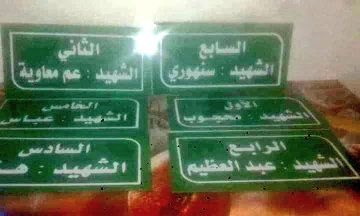 الثاني
الشهيد : عم معاوية
السابع
الشهيد : سنهوري
الخامس
الشهيد : عباس
الأول
الشهيد : محجوب
السادس
الشهيد :
الرابع
الشهيد : عبد العظيم